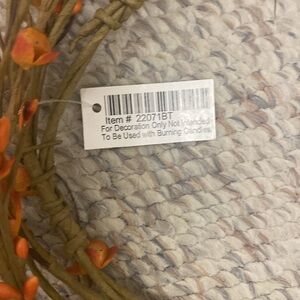 Item # 22071BT
For Decoration Only Not Intended
To Be Used with Burning Candles